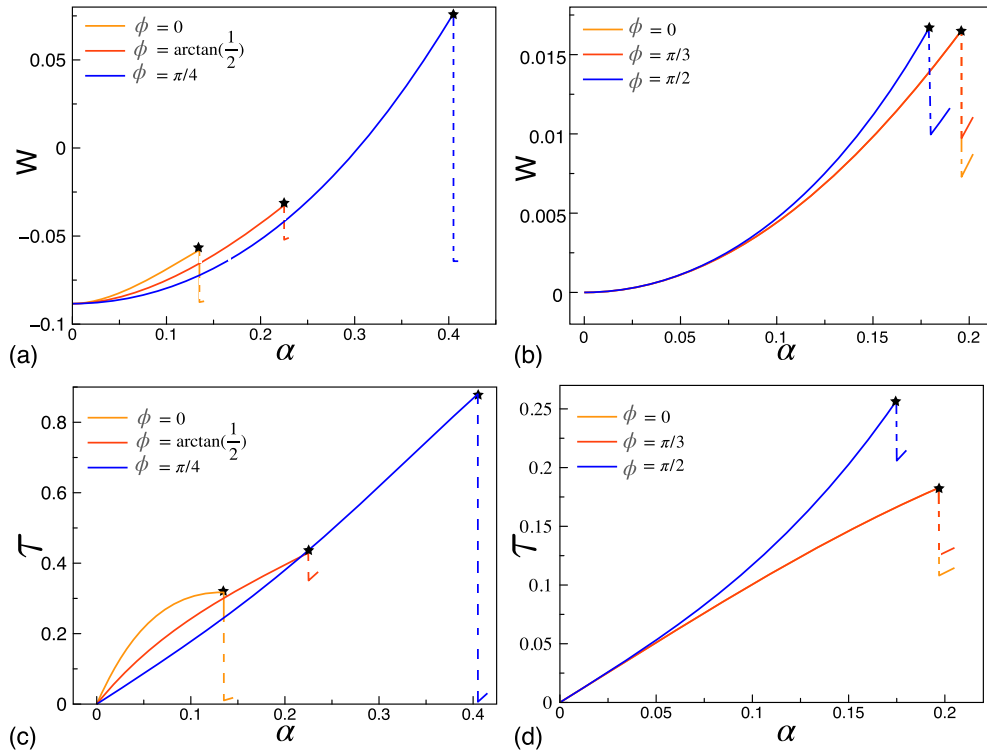 0.05
0
−0.05
−0.1
W
ϕ = 0
ϕ = arctan(1/2)
ϕ = π/4
0 0.1 0.2 0.3 0.4
α
(a)
0.015
0.01
0.005
0
W
ϕ = 0
ϕ = π/3
ϕ = π/2
0 0.05 0.1 0.15 0.2
α
(b)
0.8
0.6
0.4
0.2
0
𝒯
ϕ = 0
ϕ = arctan(1/2)
ϕ = π/4
0 0.1 0.2 0.3 0.4
α
(c)
0.25
0.2
0.15
0.1
0.05
0
𝒯
ϕ = 0
ϕ = π/3
ϕ = π/2
0 0.05 0.1 0.15 0.2
α
(d)